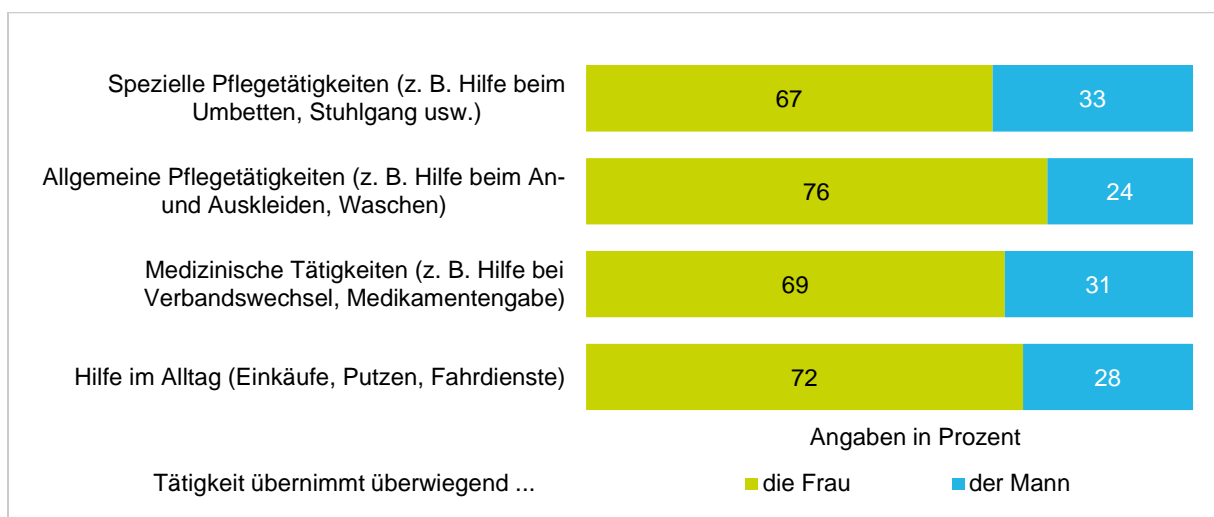 Spezielle Pflegetätigkeiten (z. B. Hilfe beim
Umbetten, Stuhlgang usw.)
67
33
Allgemeine Pflegetätigkeiten (z. B. Hilfe beim An-
und Auskleiden, Waschen)
76
24
Medizinische Tätigkeiten (z. B. Hilfe bei
Verbandswechsel, Medikamentengabe)
69
31
Hilfe im Alltag (Einkäufe, Putzen, Fahrdienste)
72
28
Angaben in Prozent
Tätigkeit übernimmt überwiegend ...
die Frau
der Mann